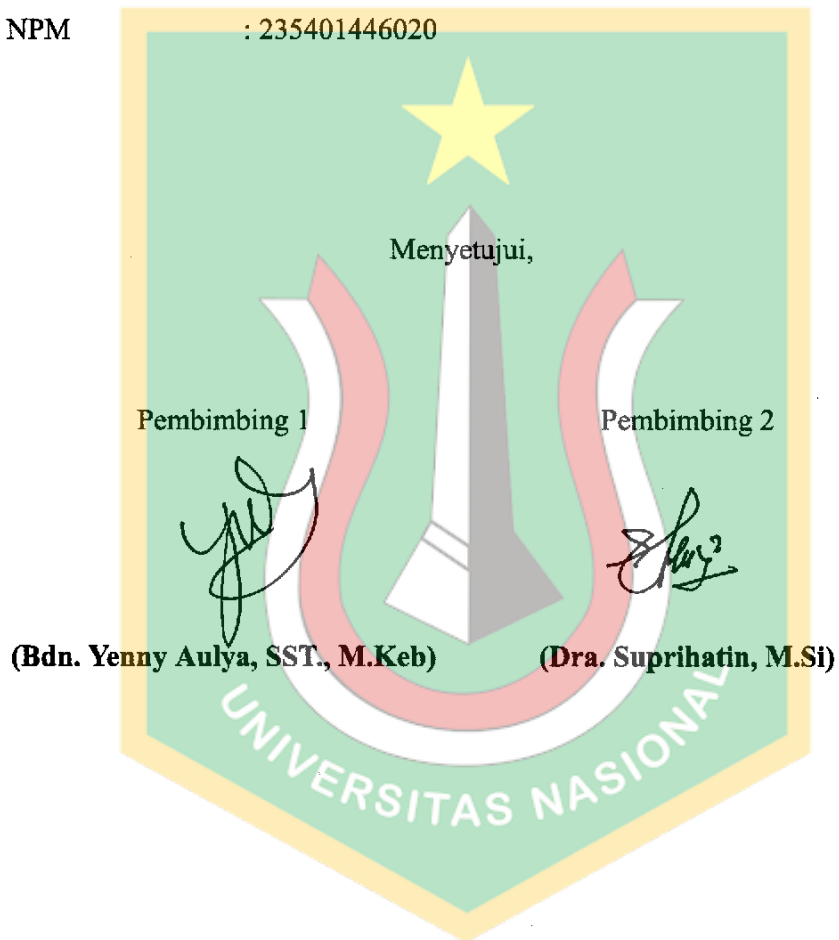 NPM : 235401446020
Menyetujui,
Pembimbing 1 Pembimbing 2
(Bdn. Yenny Aulya, SST., M.Keb) (Dra. Suprihatin, M.Si)
UNIVERSITAS NASIONAL